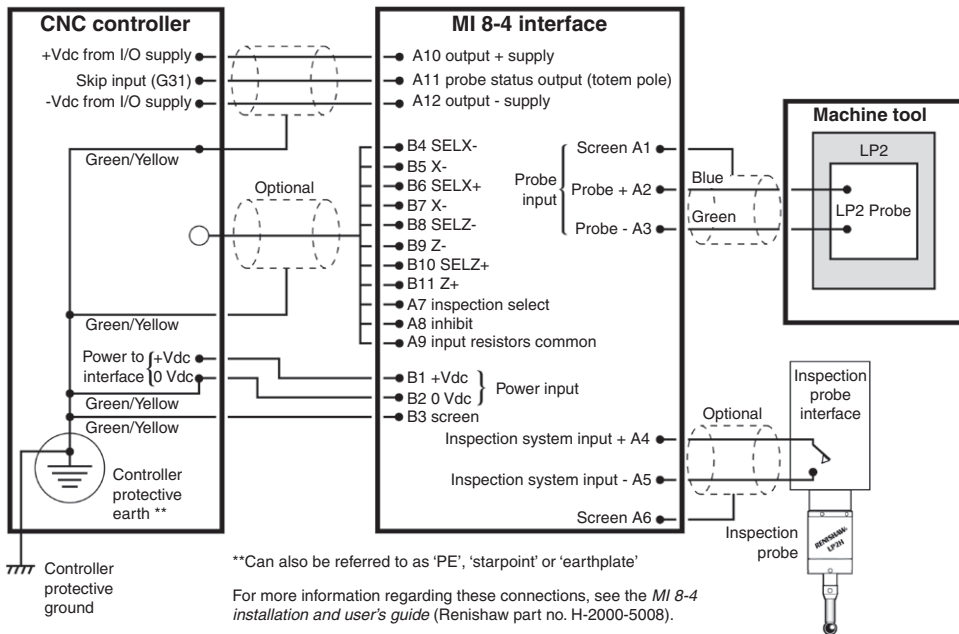 CNC controller
+Vdc from I/O supply
Skip input (G31)
-Vdc from I/O supply
Green/Yellow
Optional
Green/Yellow
Power to
interface
+Vdc
0 Vdc
Green/Yellow
Green/Yellow
Controller
protective
earth **
Controller
protective
ground
MI 8-4 interface
A10 output + supply
A11 probe status output (totem pole)
A12 output - supply
B4 SELX-
B5 X-
B6 SELX+
B7 X-
B8 SELZ-
B9 Z-
B10 SELZ+
B11 Z+
A7 inspection select
A8 inhibit
A9 input resistors common
B1 +Vdc
B2 0 Vdc
Power input
B3 screen
Probe
input
Screen A1
Probe + A2
Probe - A3
Inspection system input + A4
Inspection system input - A5
Screen A6
Blue
Green
Machine tool
LP2
LP2 Probe
Optional
Inspection
probe
interface
Inspection
probe
RENISHAW
LP2H
**Can also be referred to as ‘PE’, ‘starpoint’ or ‘earthplate’
For more information regarding these connections, see the MI 8-4
installation and user’s guide (Renishaw part no. H-2000-5008).